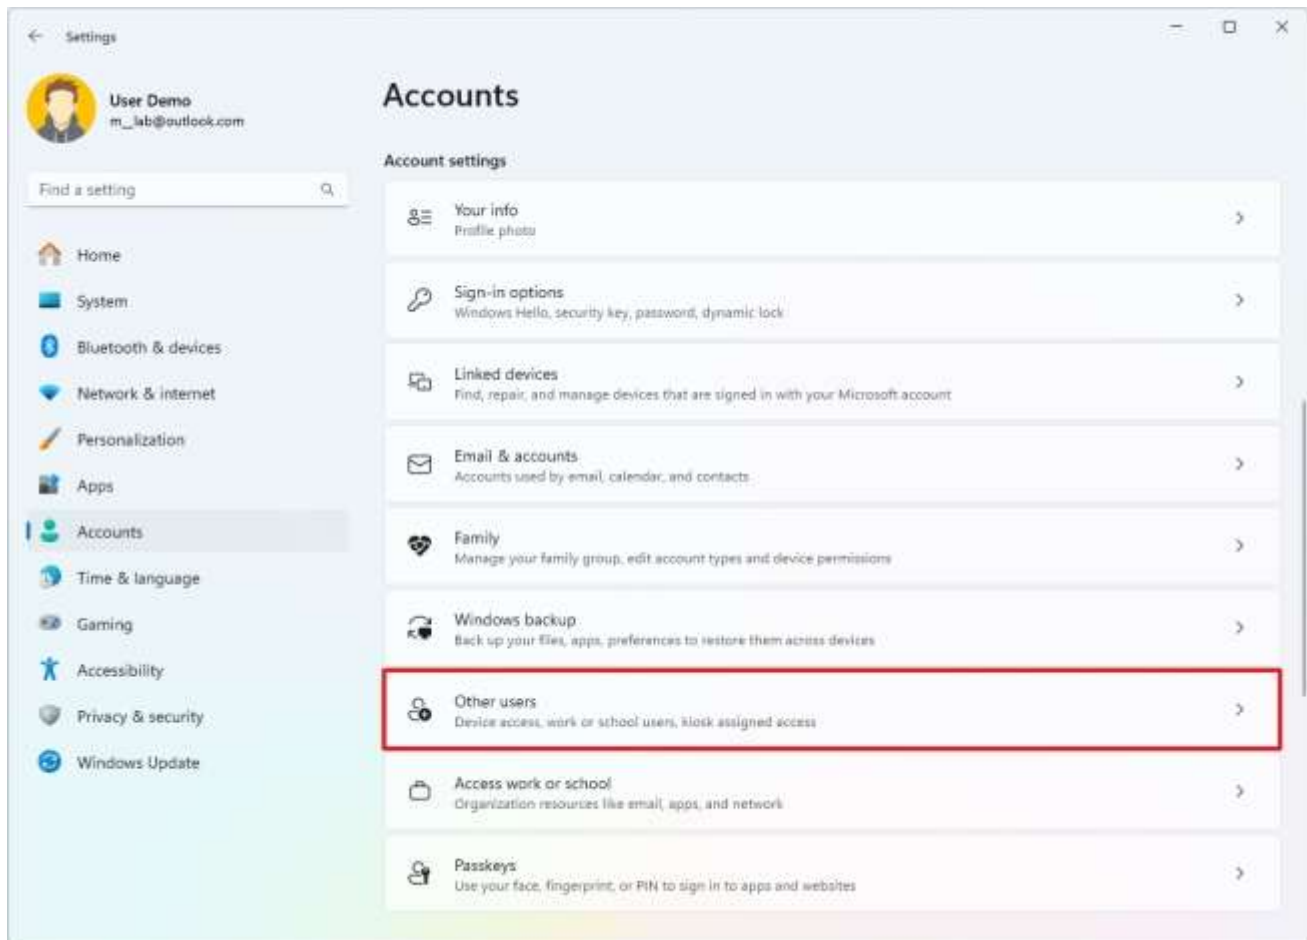 Settings
User Demo
m__lab@outlook.com
Find a setting
Home
System
Bluetooth & devices
Network & internet
Personalization
Apps
Accounts
Time & language
Gaming
Accessibility
Privacy & security
Windows Update
Accounts
Account settings
Your info
Profile photo
Sign-in options
Windows Hello, security key, password, dynamic lock
Linked devices
Find, repair, and manage devices that are signed in with your Microsoft account
Email & accounts
Accounts used by email, calendar, and contacts
Family
Manage your family group, edit account types and device permissions
Windows backup
Back up your files, apps, preferences to restore them across devices
Other users
Device access, work or school users, kiosk assigned access
Access work or school
Organization resources like email, apps, and network
Passkeys
Use your face, fingerprint, or PIN to sign in to apps and websites